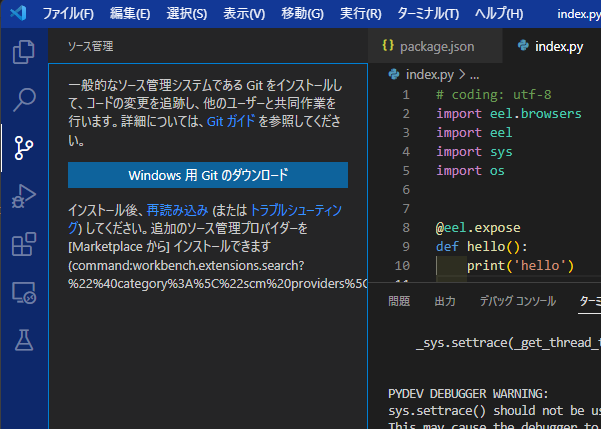 ファイル(F) 編集(E) 選択(S) 表示(V) 移動(G) 実行(R) ターミナル(T) ヘルプ(H) index.py
ソース管理
一般的なソース管理システムである Git をインストールし
て、コードの変更を追跡し、他のユーザーと共同作業を
行います。詳細については、Git ガイド を参照してくださ
い。
Windows 用 Git のダウンロード
インストール後、再読み込み (または トラブルシューティン
グ) してください。追加のソース管理プロバイダーを
[Marketplace から] インストールできます
(command:workbench.extensions.search?
%22%40category%3A%5C%22scm%20providers%5C
package.json index.py
index.py > ...
1 # coding: utf-8
2 import eel.browsers
3 import eel
4 import sys
5 import os
6
7
8 @eel.expose
9 def hello():
10 print('hello')
問題 出力 デバッグ コンソール
_sys.settrace(_get_thread_
PYDEV DEBUGGER WARNING:
sys.settrace() should not be
This may cause the debugger to